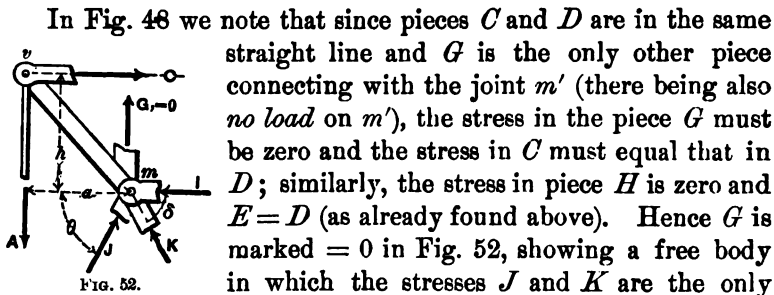 In Fig. 48 we note that since pieces C and D are in the same
straight line and G is the only other piece
connecting with the joint m′ (there being also
no load on m′), the stress in the piece G must
be zero and the stress in C must equal that in
D; similarly, the stress in piece H is zero and
E=D (as already found above). Hence G is
marked = 0 in Fig. 52, showing a free body
in which the stresses J and K are the only
v
G,=0
h
m
a
I
δ
θ
A
J
K
FIG. 52.